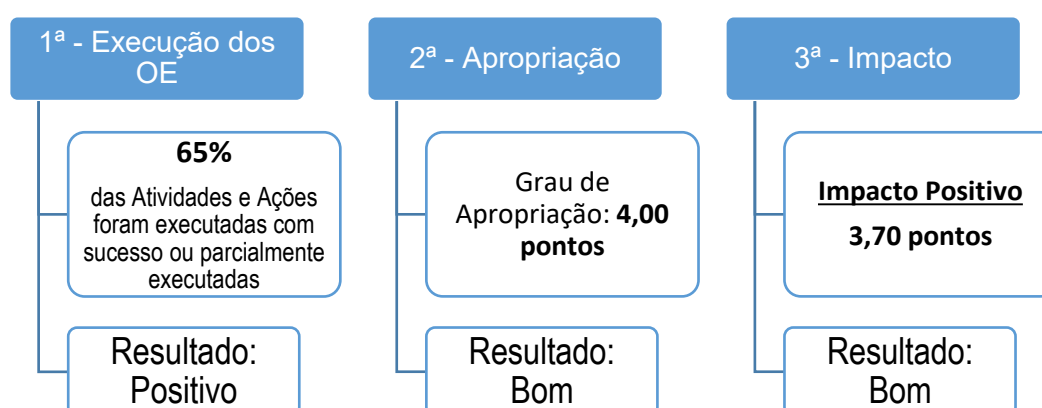 1ª - Execução dos
OE
65%
das Atividades e Ações
foram executadas com
sucesso ou parcialmente
executadas
Resultado:
Positivo
2ª - Apropriação
Grau de
Apropriação: 4,00
pontos
Resultado:
Bom
3ª - Impacto
Impacto Positivo
3,70 pontos
Resultado:
Bom